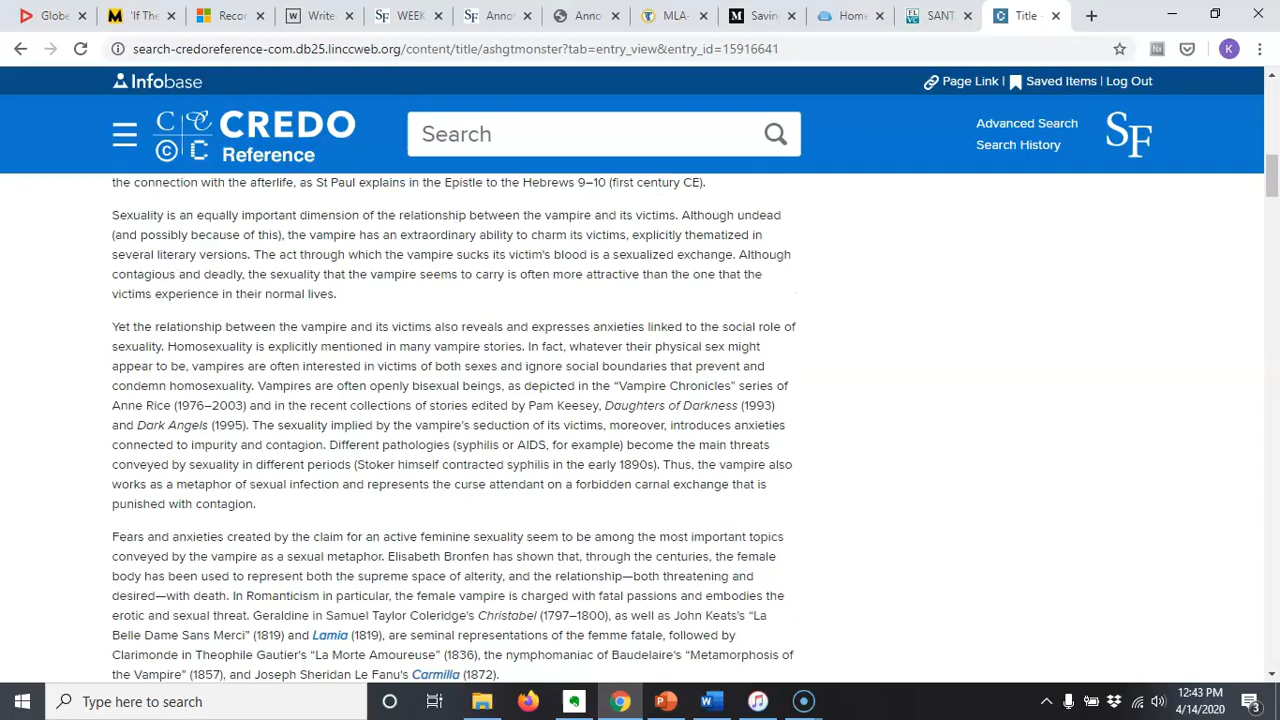 Globe
'If The
Recor
Write
WEEK
Annot
Annot
MLA-
Saving
Home
SANT
Title -
search-credoreference-com.db25.linccweb.org/content/title/ashgtmonster?tab=entry_view&entry_id=15916641
Infobase
Page Link | Saved Items | Log Out
CREDO
Reference
Search
Advanced Search
Search History
SF
the connection with the afterlife, as St Paul explains in the Epistle to the Hebrews 9–10 (first century CE).
Sexuality is an equally important dimension of the relationship between the vampire and its victims. Although undead
(and possibly because of this), the vampire has an extraordinary ability to charm its victims, explicitly thematized in
several literary versions. The act through which the vampire sucks its victim's blood is a sexualized exchange. Although
contagious and deadly, the sexuality that the vampire seems to carry is often more attractive than the one that the
victims experience in their normal lives.
Yet the relationship between the vampire and its victims also reveals and expresses anxieties linked to the social role of
sexuality. Homosexuality is explicitly mentioned in many vampire stories. In fact, whatever their physical sex might
appear to be, vampires are often interested in victims of both sexes and ignore social boundaries that prevent and
condemn homosexuality. Vampires are often openly bisexual beings, as depicted in the “Vampire Chronicles” series of
Anne Rice (1976–2003) and in the recent collections of stories edited by Pam Keesey, Daughters of Darkness (1993)
and Dark Angels (1995). The sexuality implied by the vampire's seduction of its victims, moreover, introduces anxieties
connected to impurity and contagion. Different pathologies (syphilis or AIDS, for example) become the main threats
conveyed by sexuality in different periods (Stoker himself contracted syphilis in the early 1890s). Thus, the vampire also
works as a metaphor of sexual infection and represents the curse attendant on a forbidden carnal exchange that is
punished with contagion.
Fears and anxieties created by the claim for an active feminine sexuality seem to be among the most important topics
conveyed by the vampire as a sexual metaphor. Elisabeth Bronfen has shown that, through the centuries, the female
body has been used to represent both the supreme space of alterity, and the relationship—both threatening and
desired—with death. In Romanticism in particular, the female vampire is charged with fatal passions and embodies the
erotic and sexual threat. Geraldine in Samuel Taylor Coleridge's Christabel (1797–1800), as well as John Keats's “La
Belle Dame Sans Merci” (1819) and Lamia (1819), are seminal representations of the femme fatale, followed by
Clarimonde in Theophile Gautier's “La Morte Amoureuse” (1836), the nymphomaniac of Baudelaire's “Metamorphosis of
the Vampire” (1857), and Joseph Sheridan Le Fanu's Carmilla (1872).
Type here to search
12:43 PM
4/14/2020